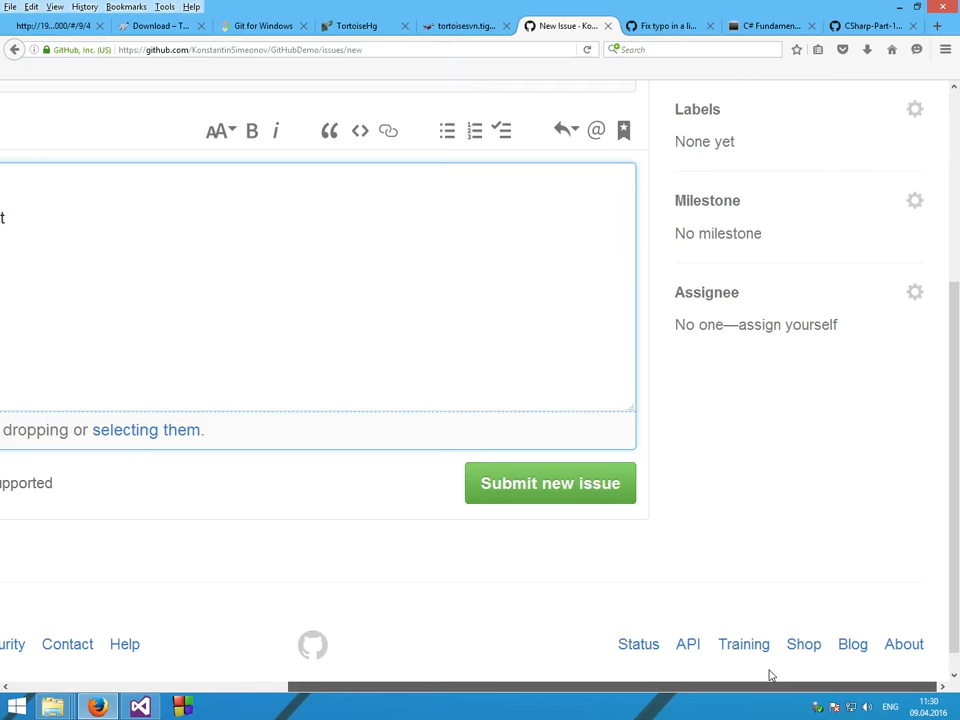 File Edit View History Bookmarks Tools Help
http://19...000/#/9/4 Download – T... Git for Windows TortoiseHg tortoisesvn.tig... New Issue · Ko... Fix typo in a li... C# Fundamen... CSharp-Part-1...
GitHub, Inc. (US) https://github.com/KonstantinSimeonov/GitHubDemo/issues/new Search
Labels
AA B i
None yet
Milestone
t
No milestone
Assignee
No one—assign yourself
dropping or selecting them.
upported Submit new issue
urity Contact Help Status API Training Shop Blog About
ENG 11:30
09.04.2016